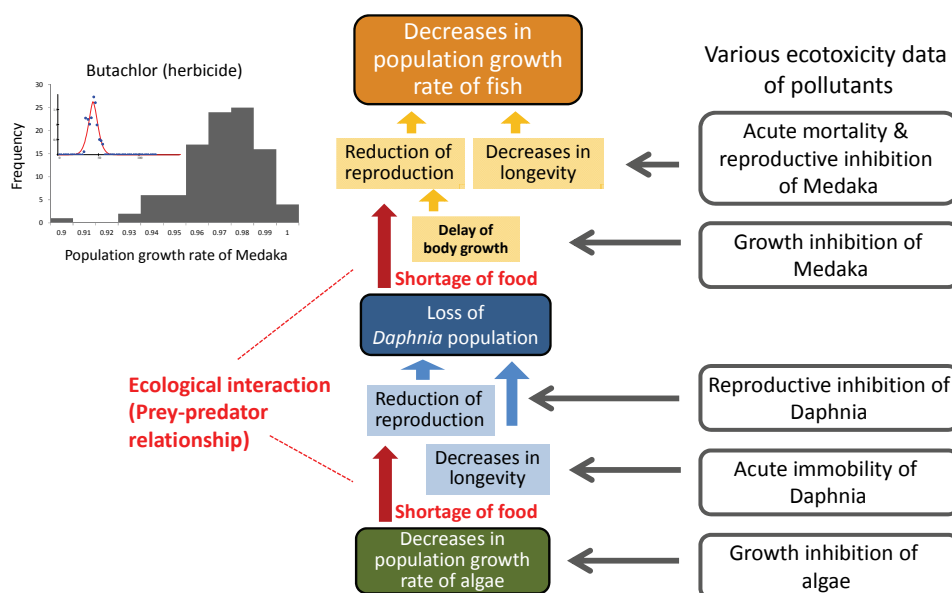 Decreases in
population growth
rate of fish
Various ecotoxicity data
of pollutants
Butachlor (herbicide)
30
25
20
15
10
5
0
Frequency
0.9
0.91
0.92
0.93
0.94
0.95
0.96
0.97
0.98
0.99
1
Population growth rate of Medaka
Reduction of
reproduction
Decreases in
longevity
Acute mortality &
reproductive inhibition
of Medaka
Delay of
body growth
Growth inhibition of
Medaka
Shortage of food
Loss of
Daphnia population
Ecological interaction
(Prey-predator
relationship)
Reduction of
reproduction
Reproductive inhibition of
Daphnia
Decreases in
longevity
Acute immobility of
Daphnia
Shortage of food
Decreases in
population growth
rate of algae
Growth inhibition of
algae